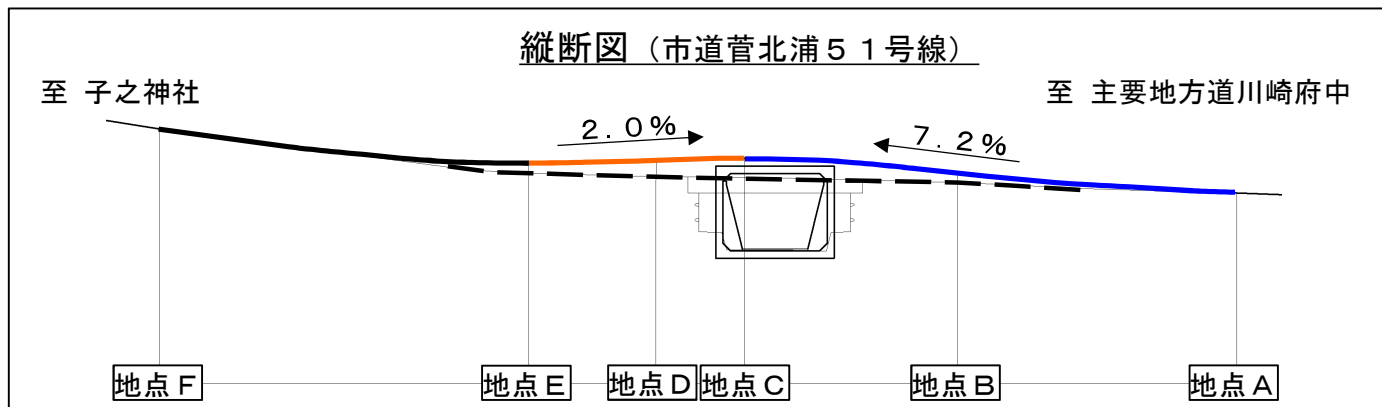 縦断図（市道菅北浦５１号線）
至 子之神社
至 主要地方道川崎府中
２．０％
７．２％
地点Ｆ
地点Ｅ
地点Ｄ
地点Ｃ
地点Ｂ
地点Ａ